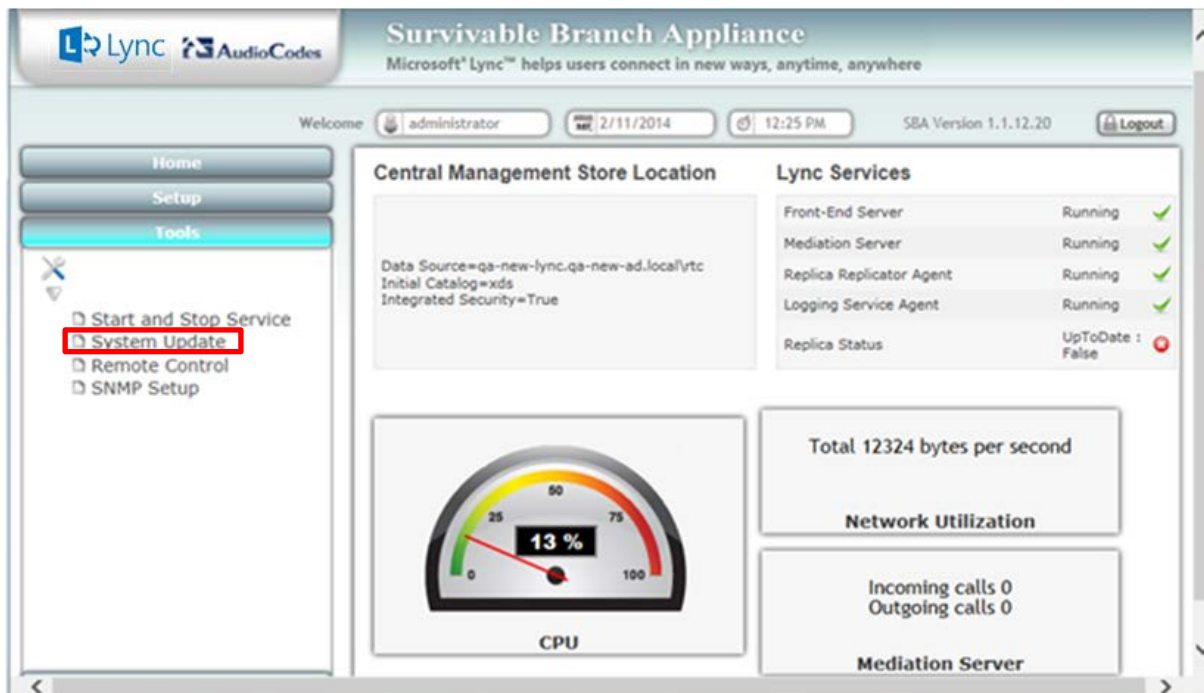 Lync AudioCodes
Survivable Branch Appliance
Microsoft® Lync™ helps users connect in new ways, anytime, anywhere
Welcome administrator 2/11/2014 12:25 PM SBA Version 1.1.12.20 Logout
Home
Setup
Tools
Start and Stop Service
System Update
Remote Control
SNMP Setup
Central Management Store Location
Data Source=qa-new-lync.qa-new-ad.local\rtc
Initial Catalog=xds
Integrated Security=True
Lync Services
Front-End Server Running
Mediation Server Running
Replica Replicator Agent Running
Logging Service Agent Running
Replica Status UpToDate :
False
0
25
50
75
100
13 %
CPU
Total 12324 bytes per second
Network Utilization
Incoming calls 0
Outgoing calls 0
Mediation Server